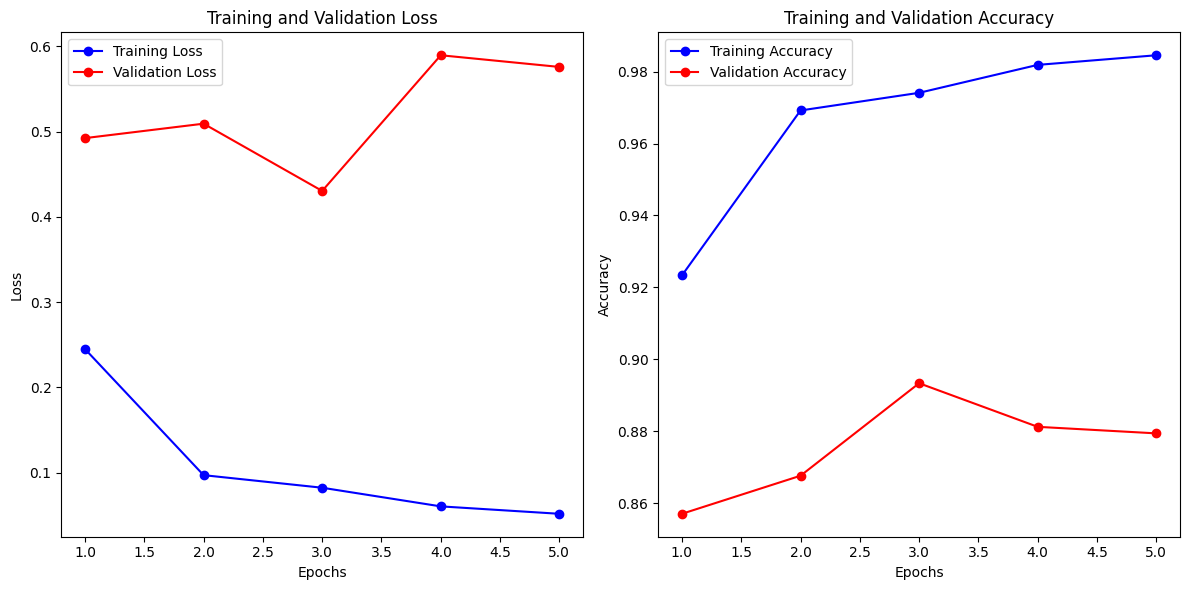 Training and Validation Loss
Training Loss
Validation Loss
0.6
0.5
0.4
0.3
0.2
0.1
Loss
1.0 1.5 2.0 2.5 3.0 3.5 4.0 4.5 5.0
Epochs
Training and Validation Accuracy
Training Accuracy
Validation Accuracy
0.98
0.96
0.94
0.92
0.90
0.88
0.86
Accuracy
1.0 1.5 2.0 2.5 3.0 3.5 4.0 4.5 5.0
Epochs